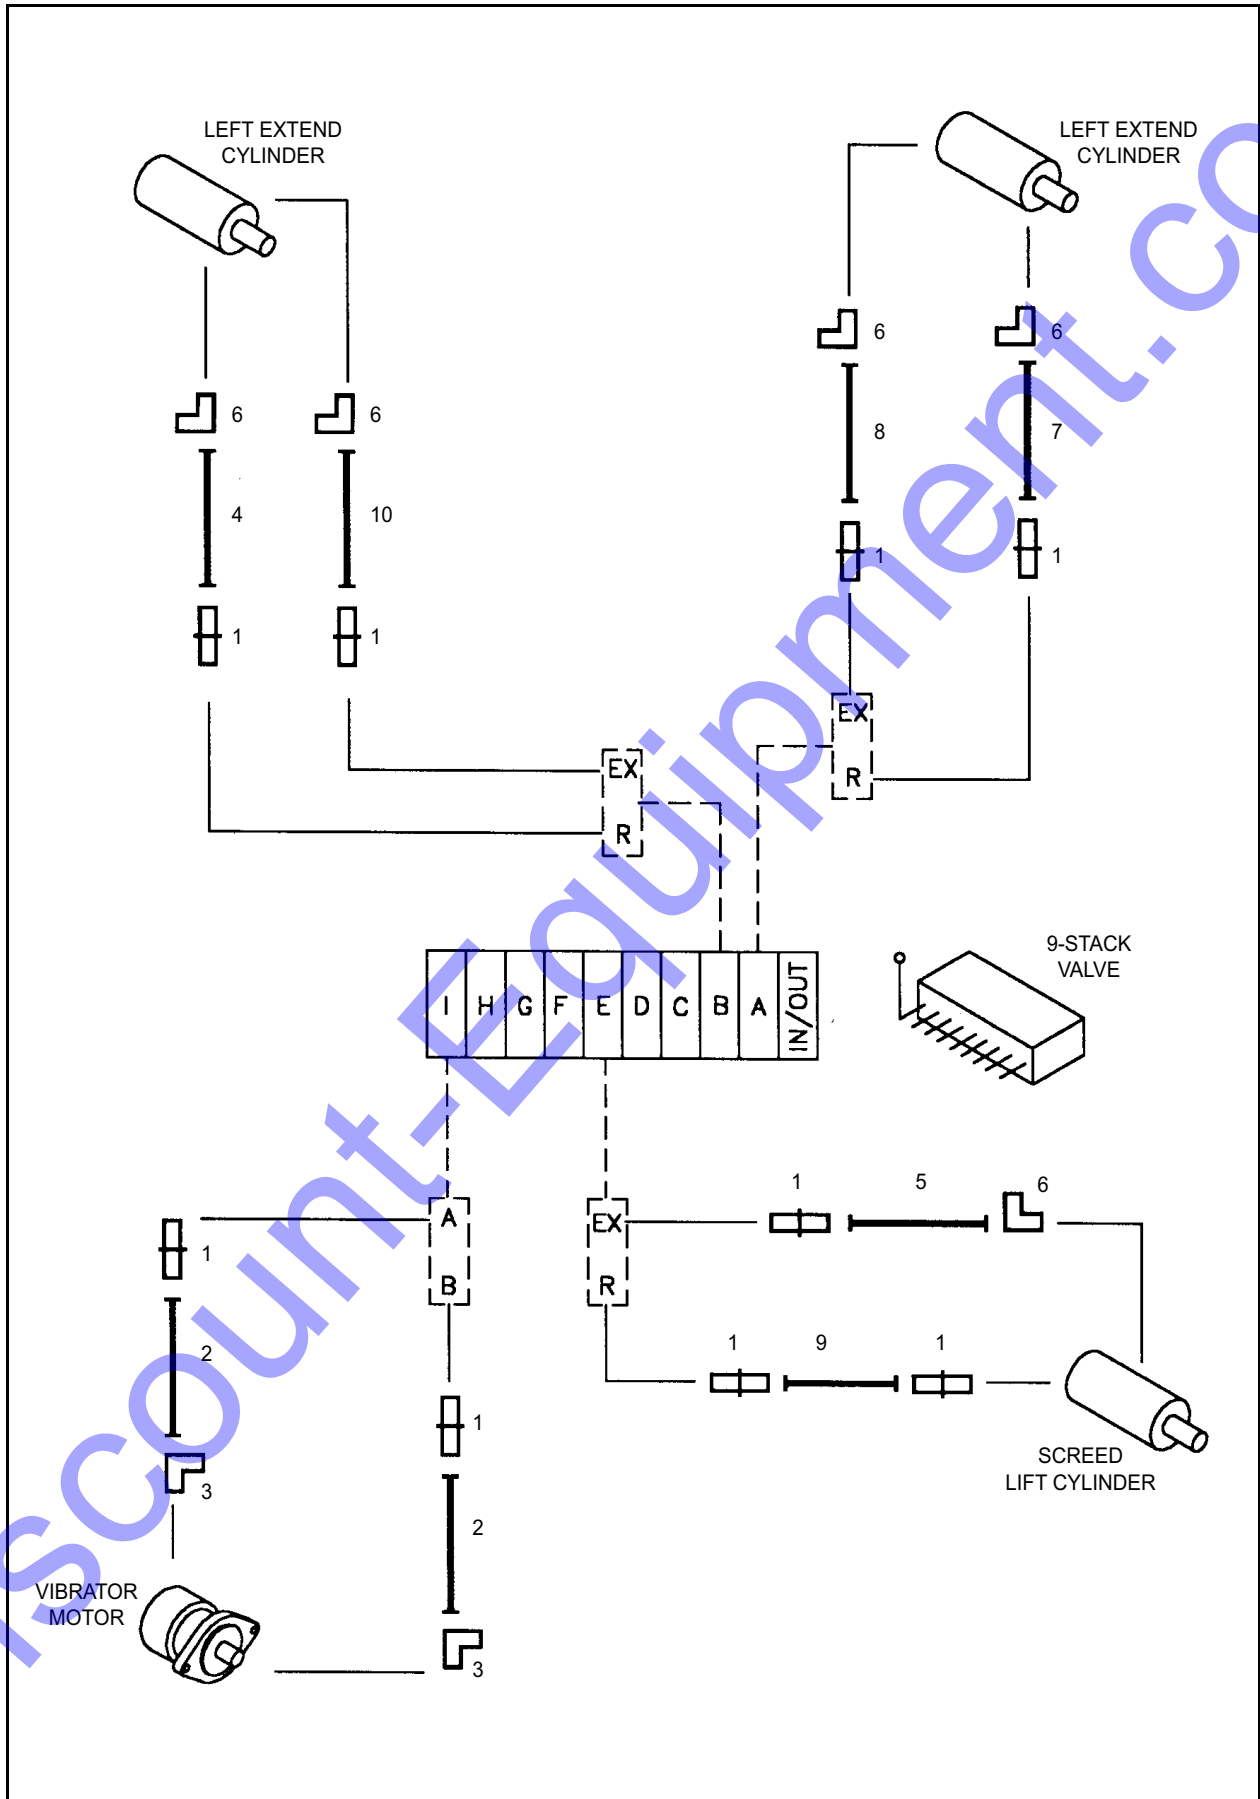 LEFT EXTEND
CYLINDER
LEFT EXTEND
CYLINDER
6
6
6
6
8
7
4
10
1
1
1
1
EX
R
EX
R
9-STACK
VALVE
I
H
G
F
E
D
C
B
A
IN/OUT
1
5
6
A
B
EX
R
1
2
1
9
1
1
3
2
SCREED
LIFT CYLINDER
VIBRATOR
MOTOR
3
iscount-Equipment.co